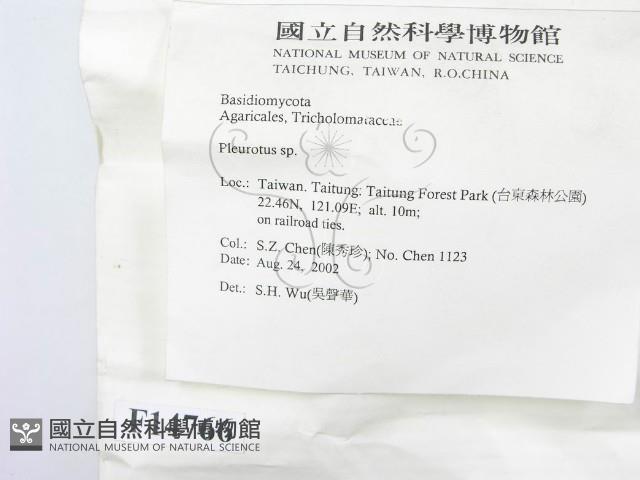 國立自然科學博物館
NATIONAL MUSEUM OF NATURAL SCIENCE
TAICHUNG, TAIWAN, R.O.CHINA
Basidiomycota
Agaricales, Tricholomataceae
Pleurotus sp.
Loc.: Taiwan. Taitung: Taitung Forest Park (台東森林公園)
22.46N, 121.09E; alt. 10m;
on railroad ties.
Col.: S.Z. Chen(陳秀珍); No. Chen 1123
Date: Aug. 24, 2002
Det.: S.H. Wu(吳聲華)
F14766
國立自然科學博物館
NATIONAL MUSEUM OF NATURAL SCIENCE